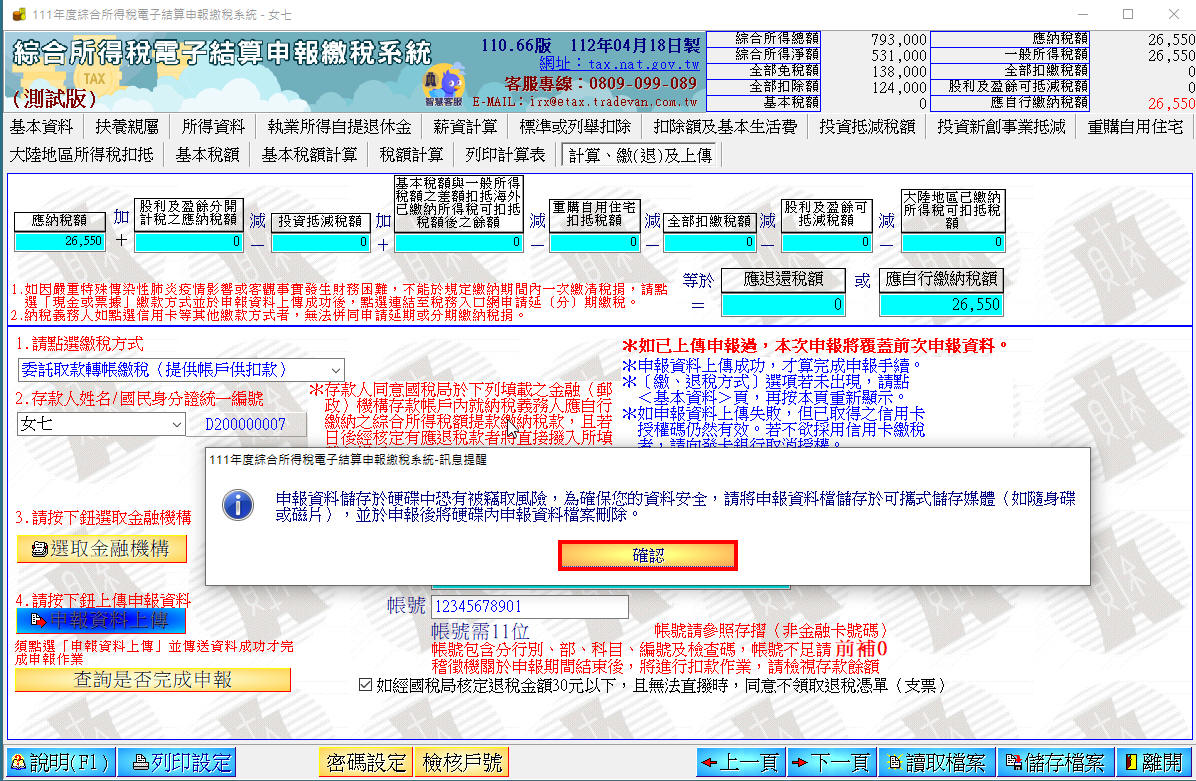 111年度綜合所得稅電子結算申報繳稅系統 - 女七
綜合所得稅電子結算申報繳稅系統
(測試版)
TAX
智慧客服
110.66版 112年04月18日製
網址：tax.nat.gov.tw
客服專線：0809-099-089
E-MAIL：irx@etax.tradevan.com.tw
綜合所得總額 793,000 應納稅額 26,550
綜合所得淨額 531,000 一般所得稅額 26,550
全部免稅額 138,000 全部扣繳稅額 0
全部扣除額 124,000 股利及盈餘可抵減稅額 0
基本稅額 0 應自行繳納稅額 26,550
基本資料 扶養親屬 所得資料 執業所得自提退休金 薪資計算 標準或列舉扣除 扣除額及基本生活費 投資抵減稅額 投資新創事業抵減 重購自用住宅
大陸地區所得稅扣抵 基本稅額 基本稅額計算 稅額計算 列印計算表 計算、繳(退)及上傳
應納稅額
26,550
加
＋
股利及盈餘分開
計稅之應納稅額
0
減
－
投資抵減稅額
0
加
＋
基本稅額與一般所得
稅額之差額扣抵海外
已繳納所得稅可扣抵
稅額後之餘額
0
減
－
重購自用住宅
扣抵稅額
0
減
－
全部扣繳稅額
0
減
－
股利及盈餘可
抵減稅額
0
減
－
大陸地區已繳納
所得稅可扣抵稅
額
0
1.如因嚴重特殊傳染性肺炎疫情影響或客觀事實發生財務困難，不能於規定繳納期間內一次繳清稅捐，請點
選「現金或票據」繳款方式並於申報資料上傳成功後，點選連結至稅務入口網申請延〔分〕期繳稅。
2.納稅義務人如點選信用卡等其他繳款方式者，無法併同申請延期或分期繳納稅捐。
等於
＝
應退還稅額
0
或
應自行繳納稅額
26,550
1.請點選繳稅方式
委託取款轉帳繳稅（提供帳戶供扣款）
2.存款人姓名/國民身分證統一編號
女七 D200000007
＊存款人同意國稅局於下列填載之金融（郵
政）機構存款帳戶內就納稅義務人應自行
繳納之綜合所得稅額提款繳納稅款，且若
日後經核定有應退稅款者將直接撥入所填
＊如已上傳申報過，本次申報將覆蓋前次申報資料。
＊申報資料上傳成功，才算完成申報手續。
＊〔繳、退稅方式〕選項若未出現，請點
＜基本資料＞頁，再按本頁重新顯示。
＊如申報資料上傳失敗，但已取得之信用卡
授權碼仍然有效。若不欲採用信用卡繳稅
者，請向發卡銀行取消授權。
111年度綜合所得稅電子結算申報繳稅系統-訊息提醒
申報資料儲存於硬碟中恐有被竊取風險，為確保您的資料安全，請將申報資料檔儲存於可攜式儲存媒體（如隨身碟
或磁片），並於申報後將硬碟內申報資料檔案刪除。
確認
3.請按下鈕選取金融機構
選取金融機構
4.請按下鈕上傳申報資料
申報資料上傳
須點選「申報資料上傳」並傳送資料成功才完
成申報作業
查詢是否完成申報
帳號 12345678901
帳號需11位 帳號請參照存摺（非金融卡號碼）
帳號包含分行別、部、科目、編號及檢查碼，帳號不足請 前補0
稽徵機關於申報期間結束後，將進行扣款作業，請檢視存款餘額
如經國稅局核定退稅金額30元以下，且無法直撥時，同意不領取退稅憑單（支票）
說明(F1) 列印設定 密碼設定 檢核戶號 上一頁 下一頁 讀取檔案 儲存檔案 離開